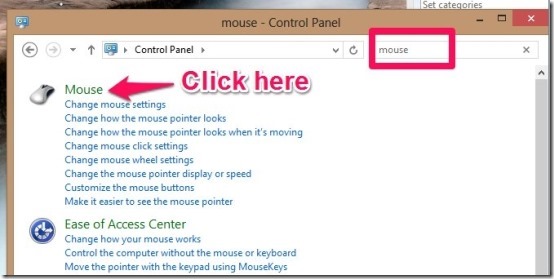 Set categories
mouse - Control Panel
Control Panel
mouse
Click here
Mouse
Change mouse settings
Change how the mouse pointer looks
Change how the mouse pointer looks when it's moving
Change mouse click settings
Change mouse wheel settings
Change the mouse pointer display or speed
Customize the mouse buttons
Make it easier to see the mouse pointer
Ease of Access Center
Change how your mouse works
Control the computer without the mouse or keyboard
Move the pointer with the keypad using MouseKeys